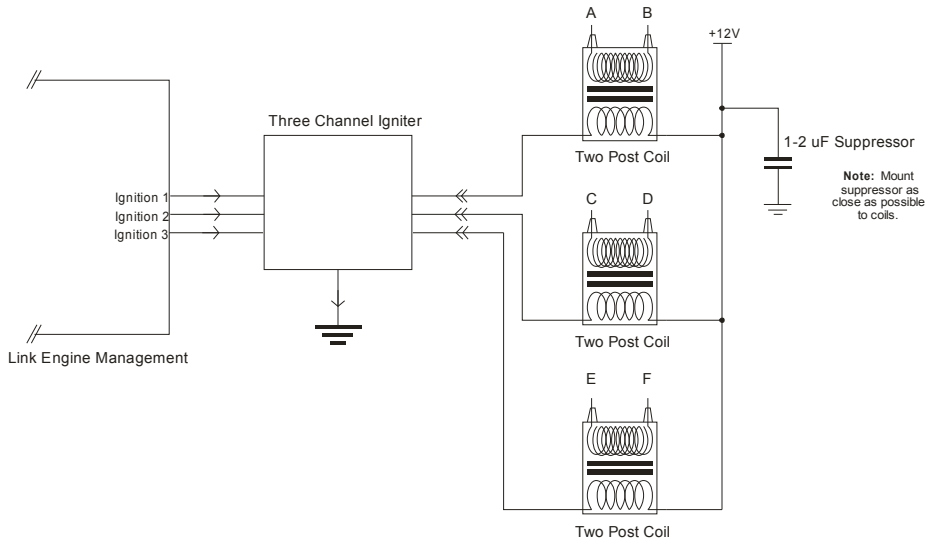 A B
+12V
Three Channel Igniter
1-2 uF Suppressor
Two Post Coil
Note: Mount
suppressor as
close as possible
to coils.
Ignition 1
Ignition 2
Ignition 3
C D
Two Post Coil
Link Engine Management
E F
Two Post Coil